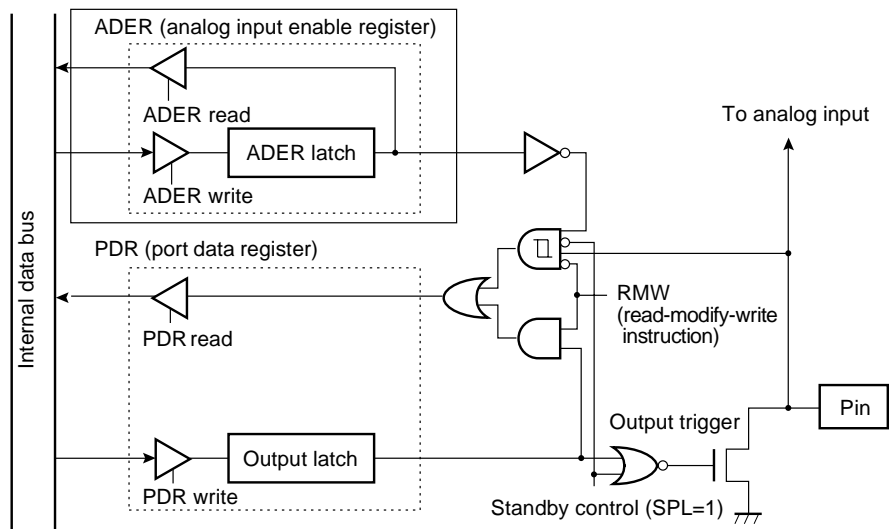 ADER (analog input enable register)
ADER read
To analog input
ADER latch
ADER write
PDR (port data register)
Internal data bus
RMW
(read-modify-write
instruction)
PDR read
Output trigger
Pin
Output latch
PDR write
Standby control (SPL=1)